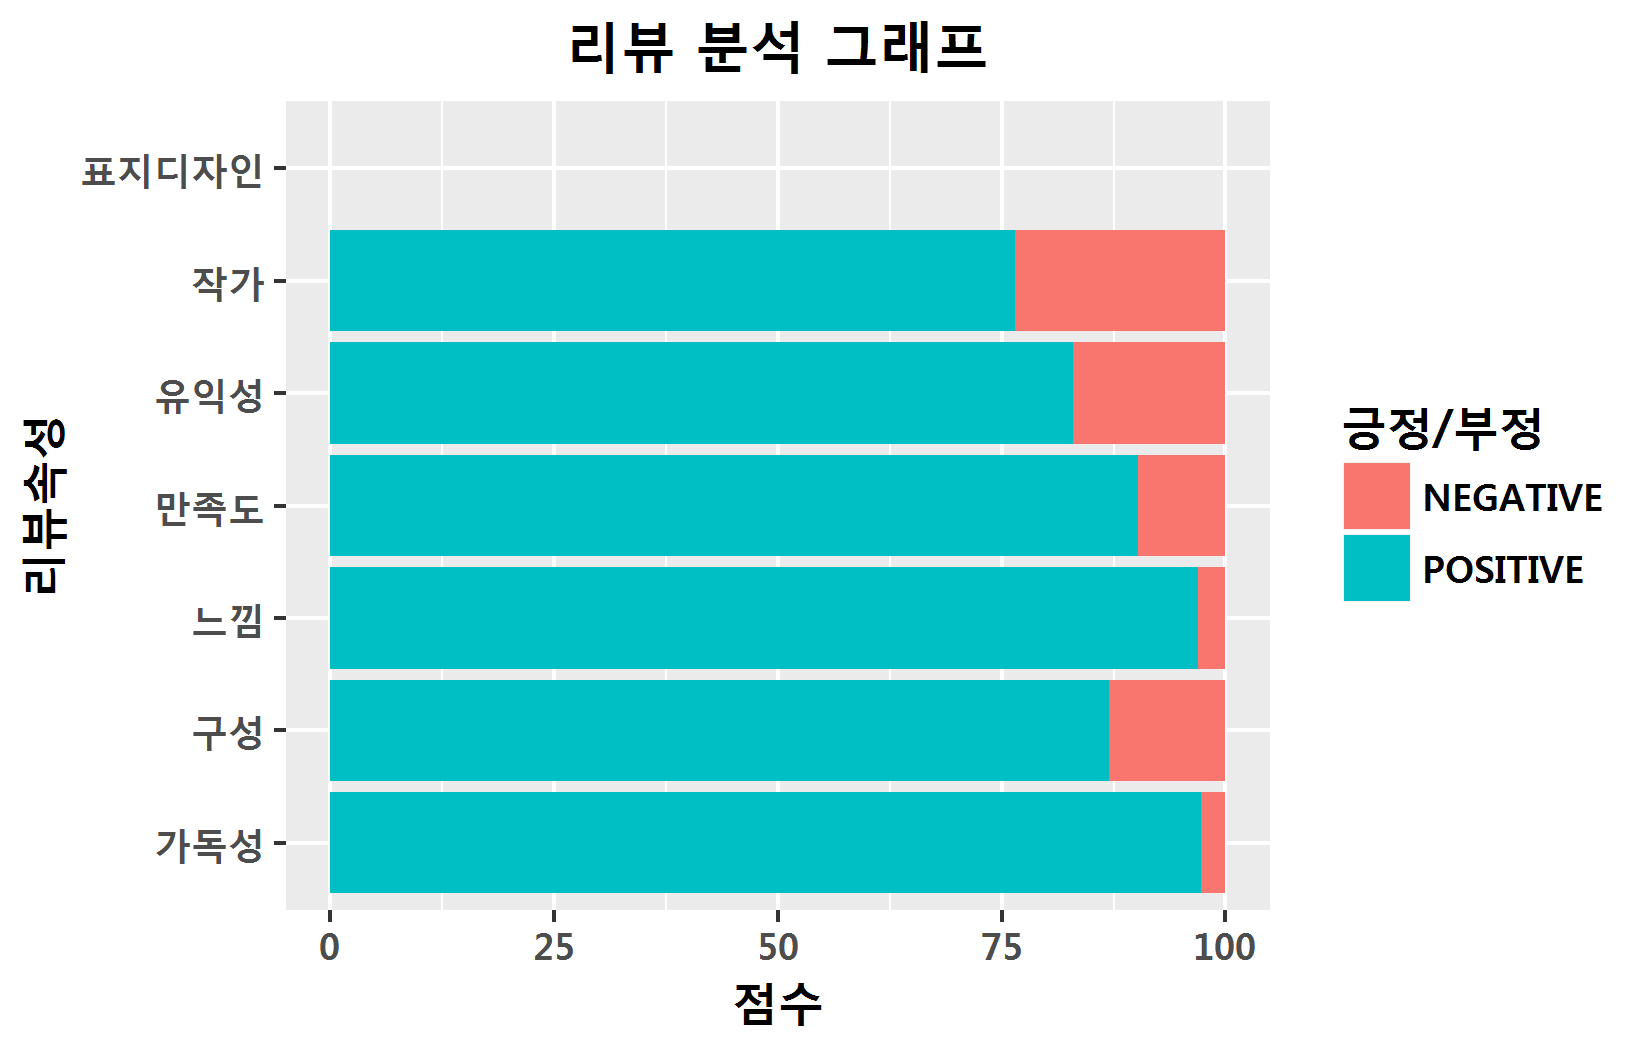 리뷰 분석 그래프
리뷰속성
표지디자인
작가
유익성
만족도
느낌
구성
가독성
0 25 50 75 100
점수
긍정/부정
NEGATIVE
POSITIVE